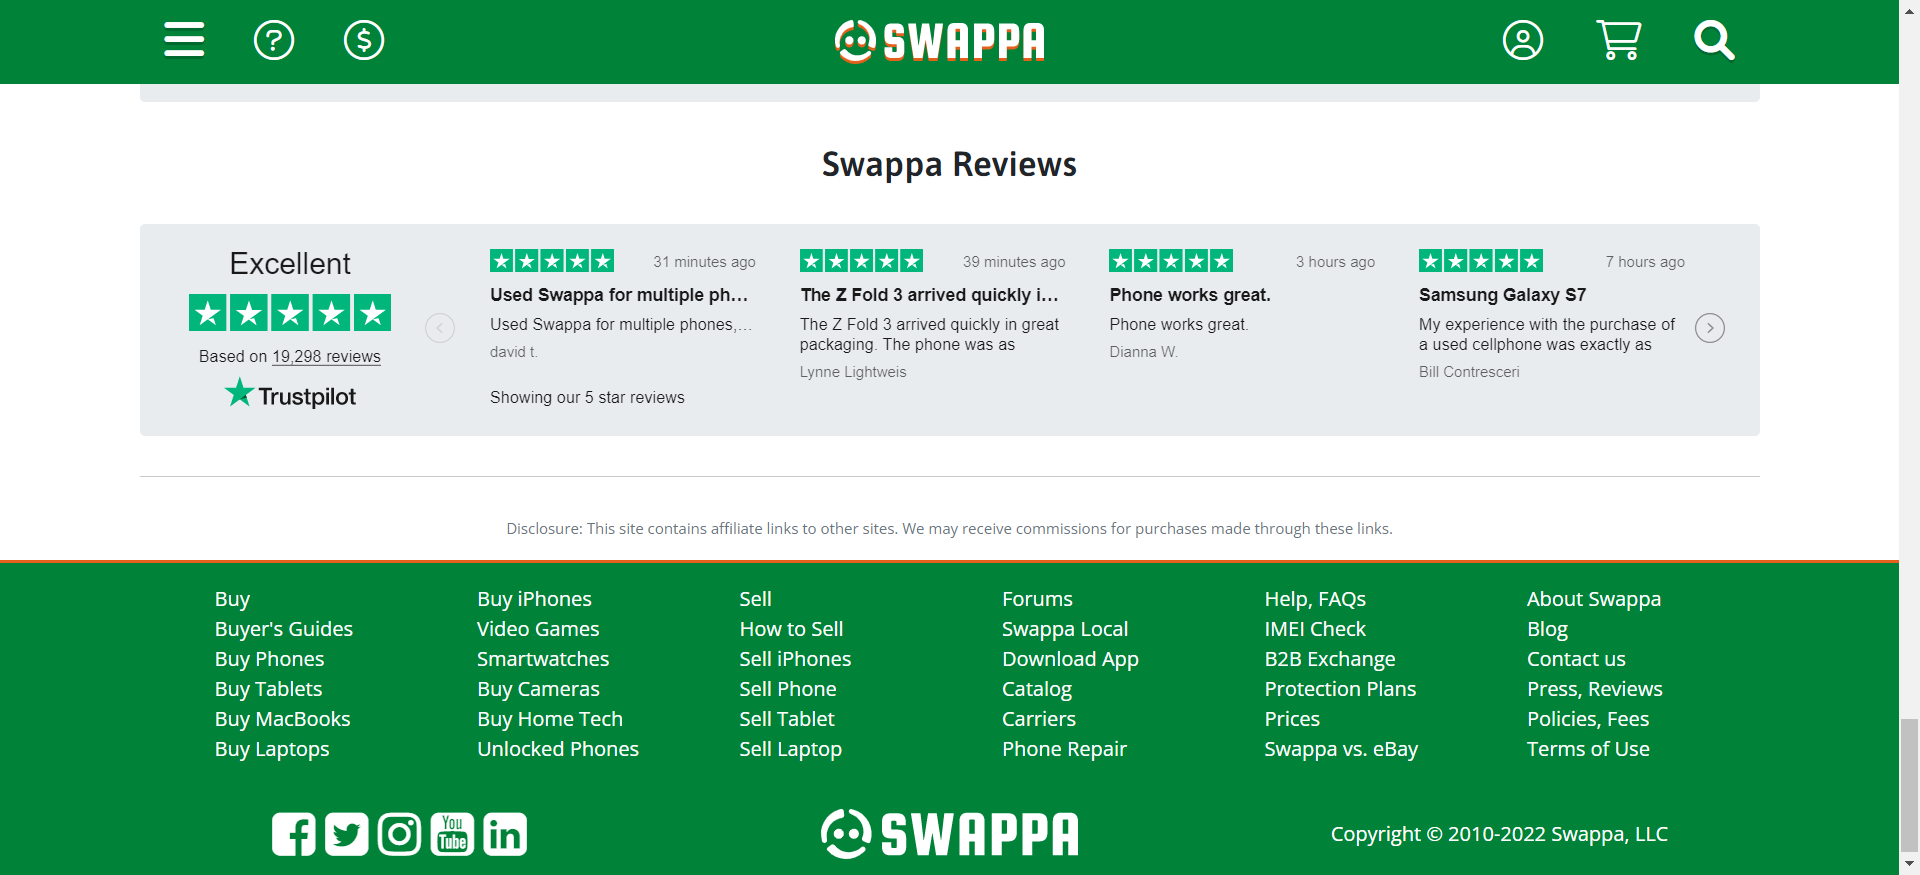 SWAPPA
Swappa Reviews
Excellent
Based on 19,298 reviews
Trustpilot
31 minutes ago
Used Swappa for multiple ph...
Used Swappa for multiple phones,...
david t.
Showing our 5 star reviews
39 minutes ago
The Z Fold 3 arrived quickly i...
The Z Fold 3 arrived quickly in great
packaging. The phone was as
Lynne Lightweis
3 hours ago
Phone works great.
Phone works great.
Dianna W.
7 hours ago
Samsung Galaxy S7
My experience with the purchase of
a used cellphone was exactly as
Bill Contresceri
Disclosure: This site contains affiliate links to other sites. We may receive commissions for purchases made through these links.
Buy
Buyer's Guides
Buy Phones
Buy Tablets
Buy MacBooks
Buy Laptops
Buy iPhones
Video Games
Smartwatches
Buy Cameras
Buy Home Tech
Unlocked Phones
Sell
How to Sell
Sell iPhones
Sell Phone
Sell Tablet
Sell Laptop
Forums
Swappa Local
Download App
Catalog
Carriers
Phone Repair
Help, FAQs
IMEI Check
B2B Exchange
Protection Plans
Prices
Swappa vs. eBay
About Swappa
Blog
Contact us
Press, Reviews
Policies, Fees
Terms of Use
You
Tube
SWAPPA
Copyright © 2010-2022 Swappa, LLC